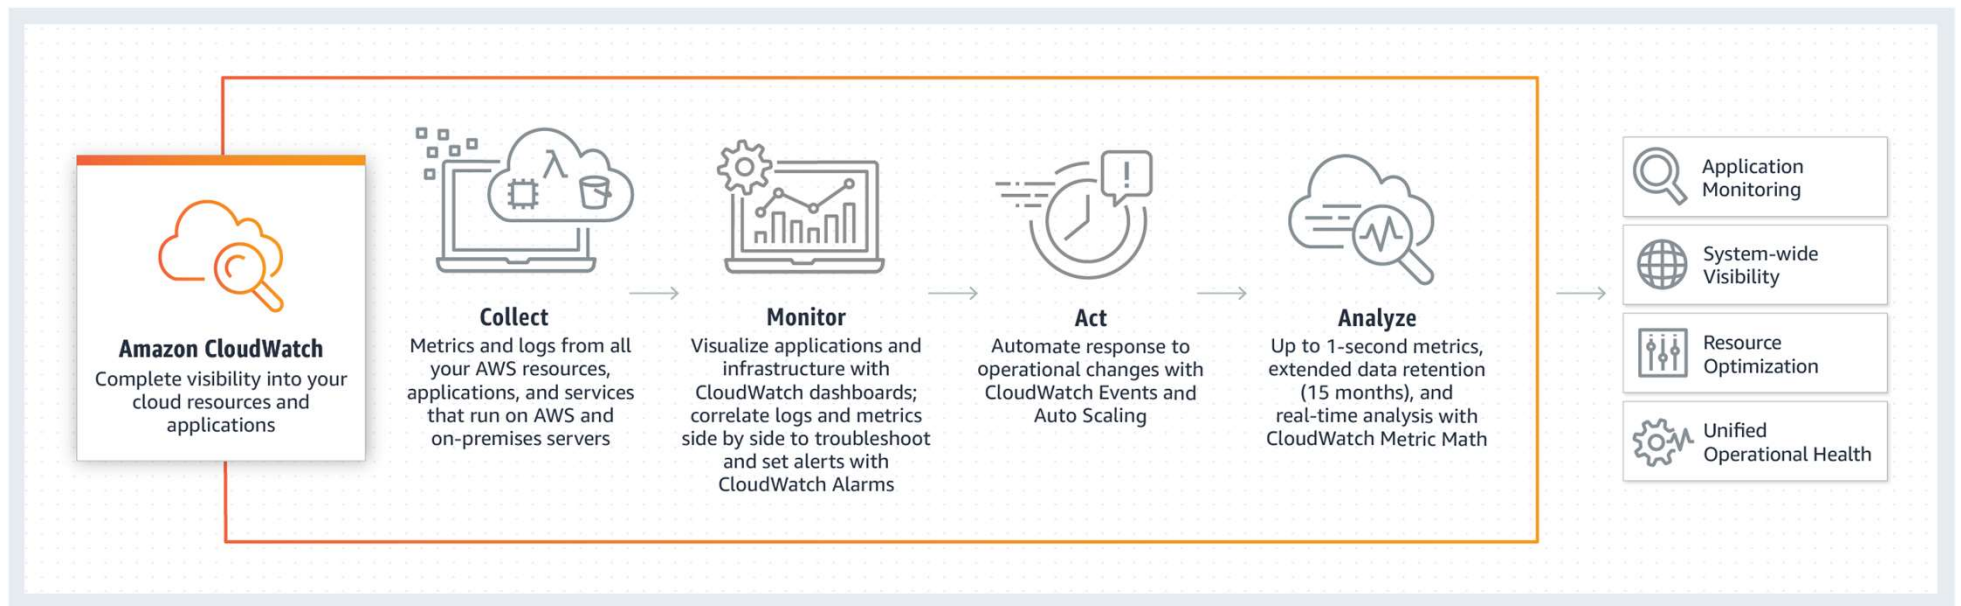 Amazon CloudWatch
Complete visibility into your
cloud resources and
applications
Collect
Metrics and logs from all
your AWS resources,
applications, and services
that run on AWS and
on-premises servers
Monitor
Visualize applications and
infrastructure with
CloudWatch dashboards;
correlate logs and metrics
side by side to troubleshoot
and set alerts with
CloudWatch Alarms
Act
Automate response to
operational changes with
CloudWatch Events and
Auto Scaling
Analyze
Up to 1-second metrics,
extended data retention
(15 months), and
real-time analysis with
CloudWatch Metric Math
Application
Monitoring
System-wide
Visibility
Resource
Optimization
Unified
Operational Health